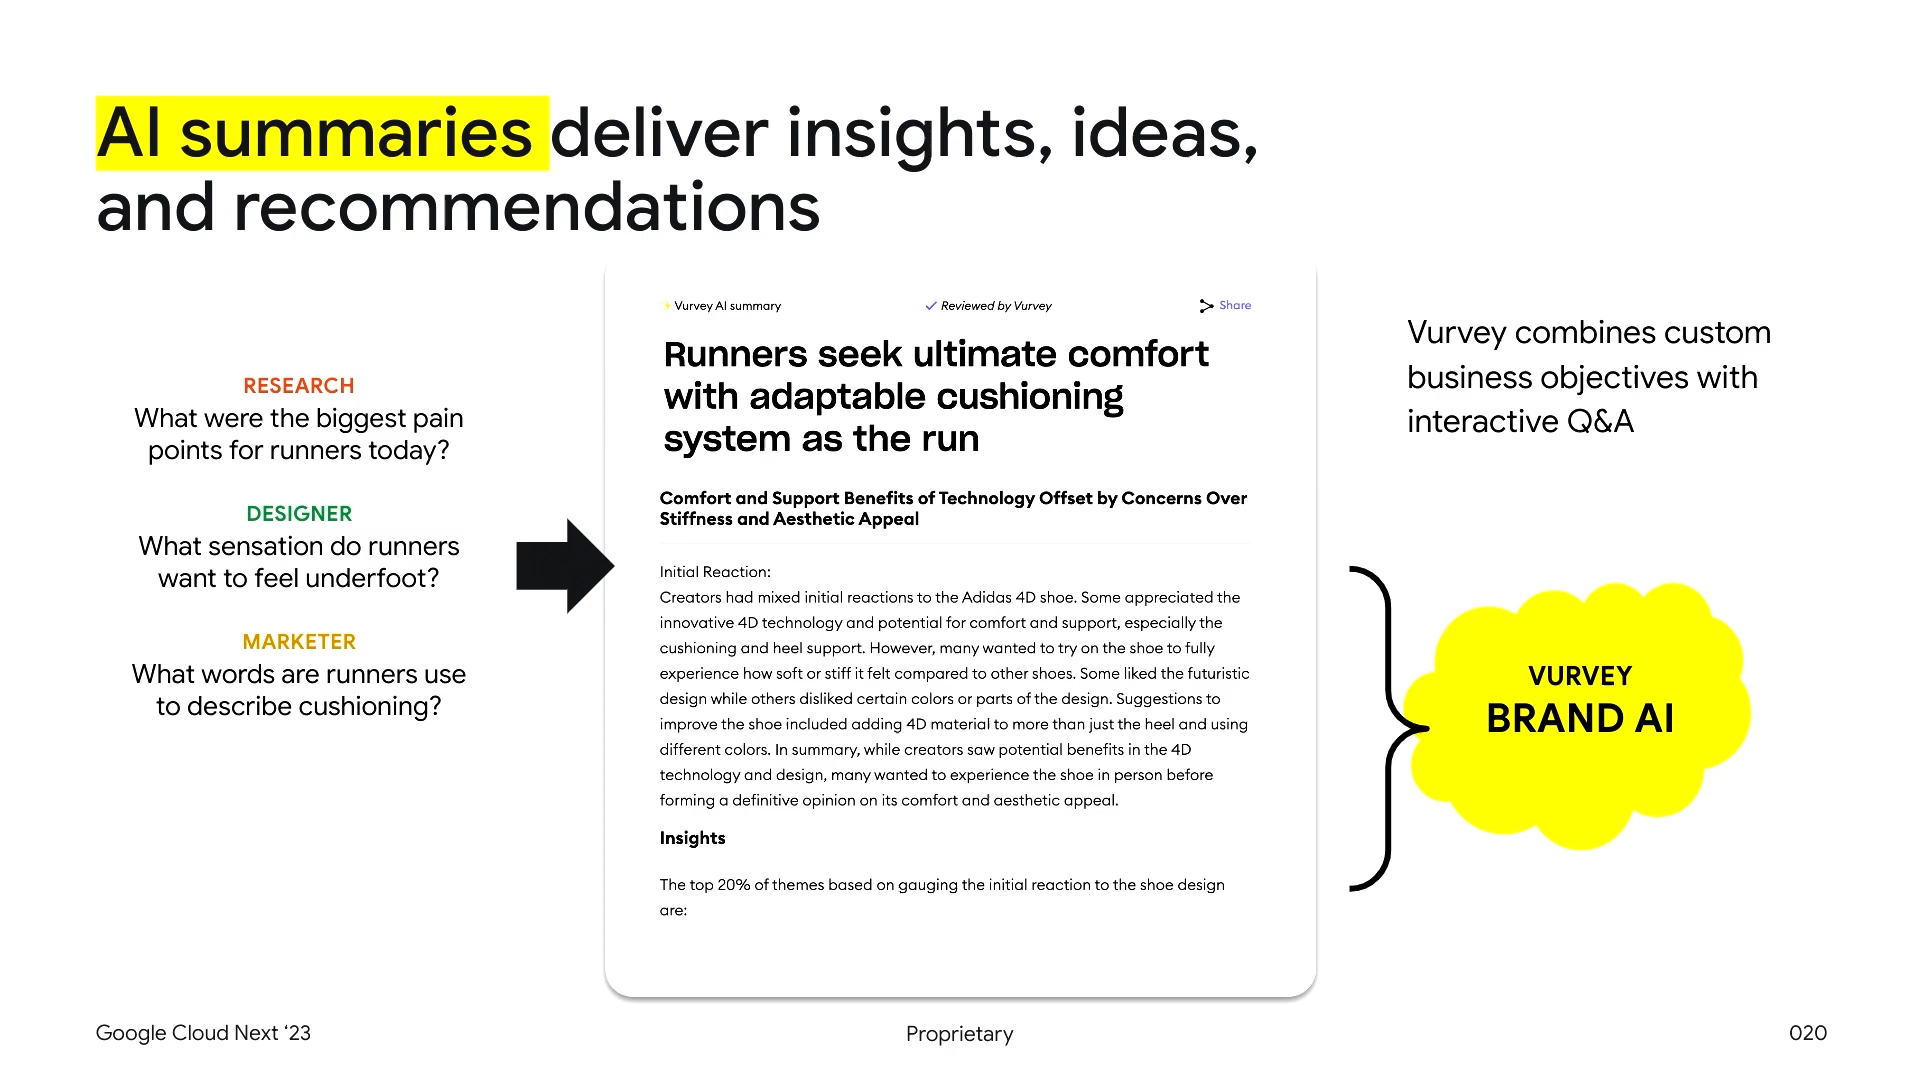 AI summaries deliver insights, ideas,
and recommendations
RESEARCH
What were the biggest pain
points for runners today?
DESIGNER
What sensation do runners
want to feel underfoot?
MARKETER
What words are runners use
to describe cushioning?
Vurvey AI summary
Reviewed by Vurvey
Share
Runners seek ultimate comfort
with adaptable cushioning
system as the run
Comfort and Support Benefits of Technology Offset by Concerns Over
Stiffness and Aesthetic Appeal
Initial Reaction:
Creators had mixed initial reactions to the Adidas 4D shoe. Some appreciated the
innovative 4D technology and potential for comfort and support, especially the
cushioning and heel support. However, many wanted to try on the shoe to fully
experience how soft or stiff it felt compared to other shoes. Some liked the futuristic
design while others disliked certain colors or parts of the design. Suggestions to
improve the shoe included adding 4D material to more than just the heel and using
different colors. In summary, while creators saw potential benefits in the 4D
technology and design, many wanted to experience the shoe in person before
forming a definitive opinion on its comfort and aesthetic appeal.
Insights
The top 20% of themes based on gauging the initial reaction to the shoe design
are:
Vurvey combines custom
business objectives with
interactive Q&A
VURVEY
BRAND AI
Google Cloud Next ‘23
Proprietary
020